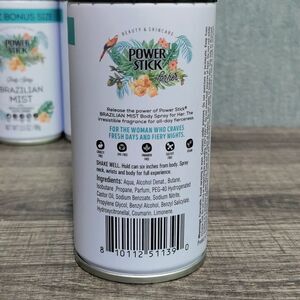 Z BONUS SIZE
POWER
STICK
Body Spray
BRAZILIAN
MIST
BEAUTY & SKINCARE
POWER
STICK
for her
Release the power of Power Stick®
BRAZILIAN MIST Body Spray for Her. The
irresistible fragrance for all-day fierceness.
FOR THE WOMAN WHO CRAVES
FRESH DAYS AND FIERY NIGHTS.
SHAKE WELL. Hold can six inches from body. Spray
neck, wrists and body for full experience.
Ingredients: Aqua, Alcohol Denat., Butane,
Isobutane, Propane, Parfum, PEG-40 Hydrogenated
Castor Oil, Sodium Benzoate, Sodium Nitrite,
Propylene Glycol, Benzyl Alcohol, Benzyl Salicylate,
Hydroxycitronellal, Coumarin, Limonene
8 10112 51139 0